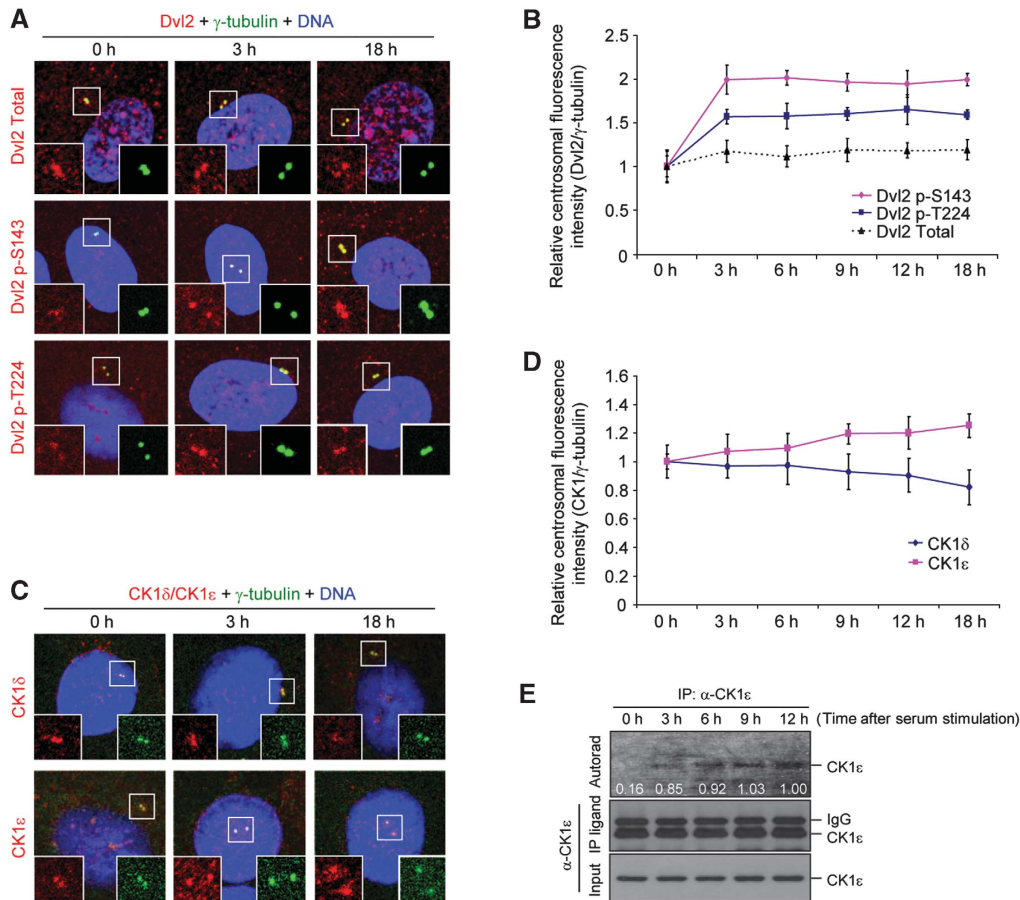 A
Dvl2 + γ-tubulin + DNA
0 h 3 h 18 h
Dvl2 Total
Dvl2 p-S143
Dvl2 p-T224
B
Relative centrosomal fluorescence
intensity (Dvl2/γ-tubulin)
2.5
2
1.5
1
0.5
0
Dvl2 p-S143
Dvl2 p-T224
Dvl2 Total
0 h 3 h 6 h 9 h 12 h 18 h
C
CK1δ/CK1ε + γ-tubulin + DNA
0 h 3 h 18 h
CK1δ
CK1ε
D
Relative centrosomal fluorescence
intensity (CK1/γ-tubulin)
1.6
1.4
1.2
1
0.8
0.6
0.4
0.2
0
CK1δ
CK1ε
0 h 3 h 6 h 9 h 12 h 18 h
E
IP: α-CK1ε
0 h 3 h 6 h 9 h 12 h (Time after serum stimulation)
Autorad
CK1ε
0.16 0.85 0.92 1.03 1.00
α-CK1ε
IP ligand
IgG
CK1ε
Input
CK1ε